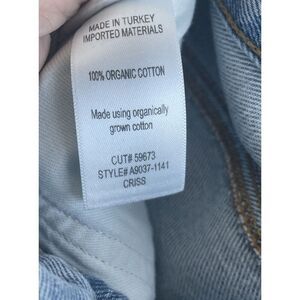 MADE IN TURKEY
IMPORTED MATERIALS
100% ORGANIC COTTON
Made using organically
grown cotton
CUT# 59673
STYLE# A9037-1141
CRISS